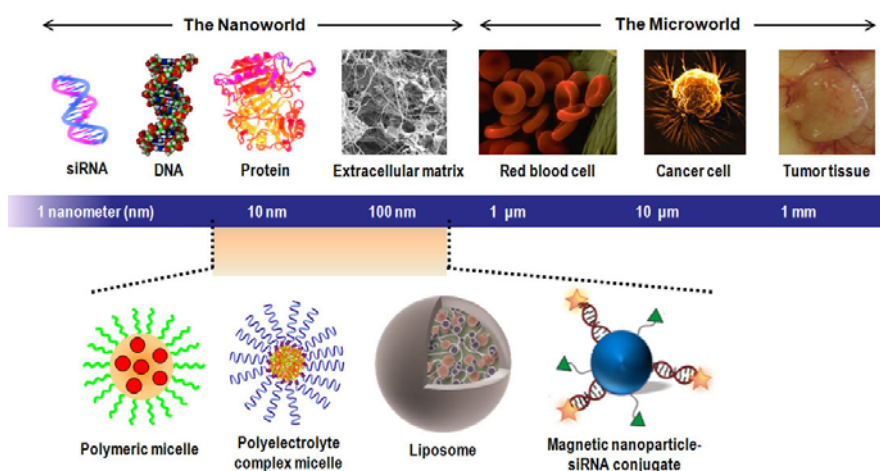 The Nanoworld
The Microworld
siRNA
DNA
Protein
Extracellular matrix
Red blood cell
Cancer cell
Tumor tissue
1 nanometer (nm)
10 nm
100 nm
1 μm
10 μm
1 mm
Polymeric micelle
Polyelectrolyte
complex micelle
Liposome
Magnetic nanoparticle-
siRNA conjugate